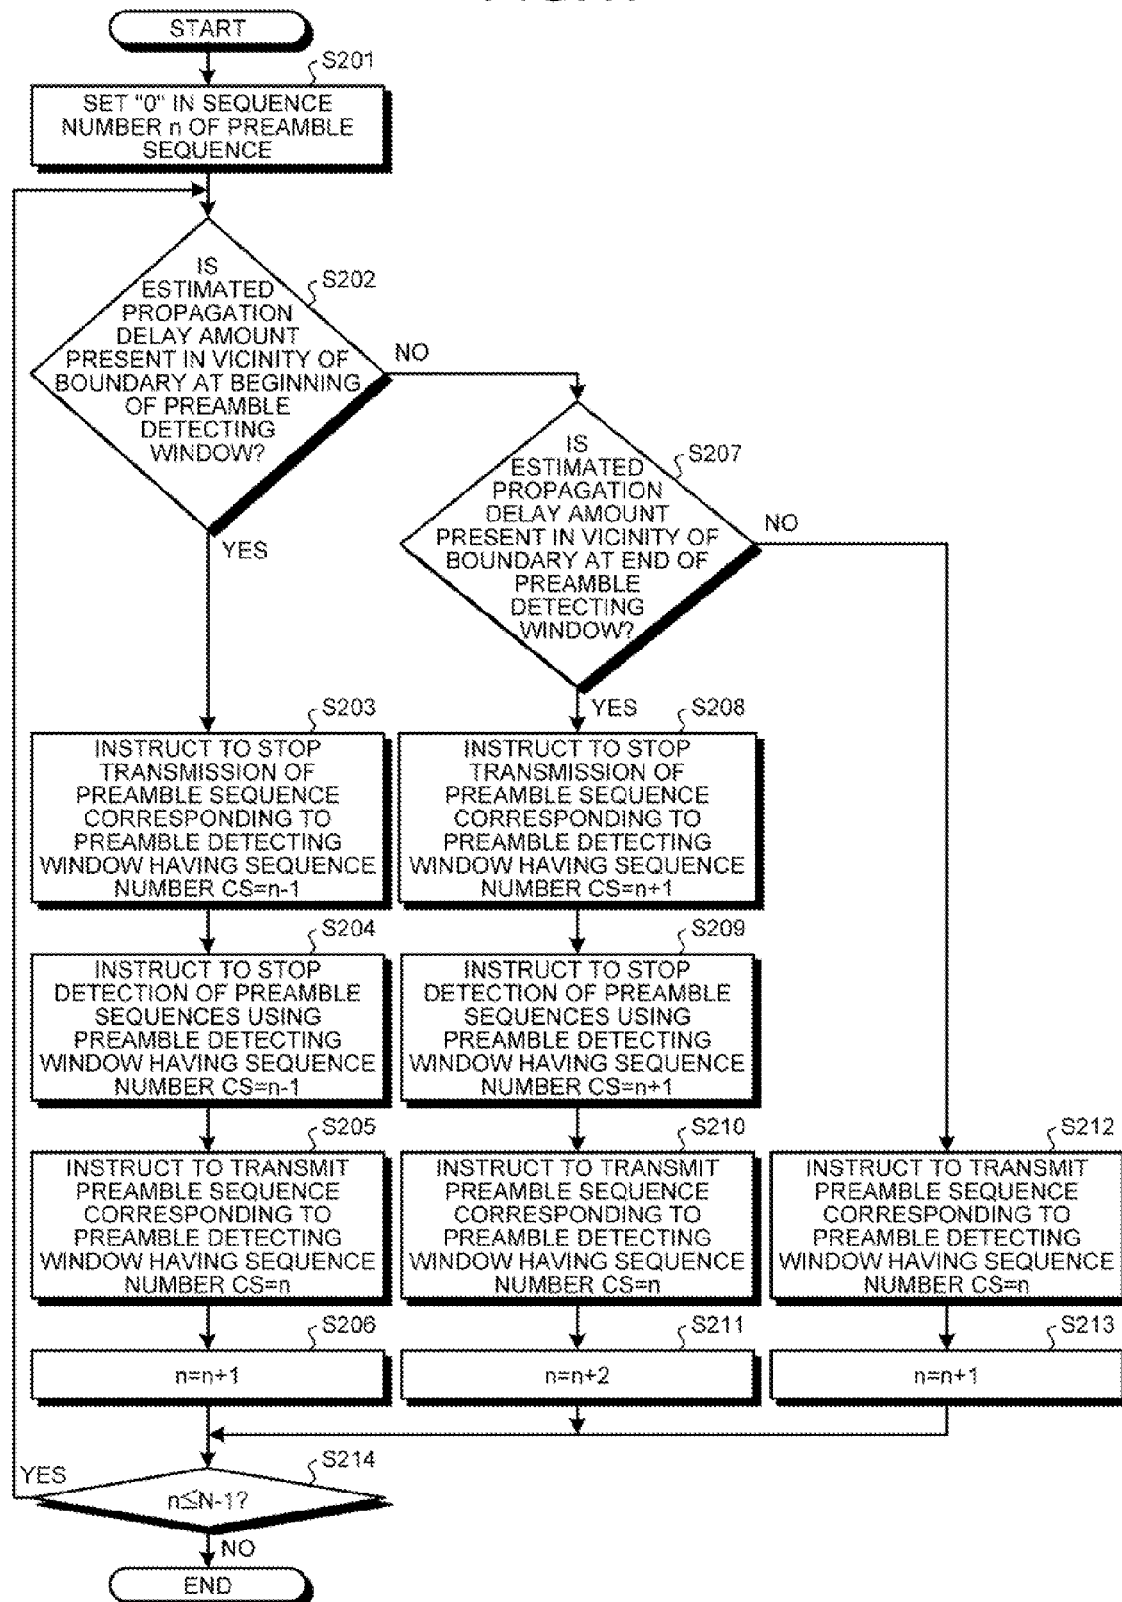 START
S201
SET "0" IN SEQUENCE
NUMBER n OF PREAMBLE
SEQUENCE
S202
IS
ESTIMATED
PROPAGATION
DELAY AMOUNT
PRESENT IN VICINITY OF
BOUNDARY AT BEGINNING
OF PREAMBLE
DETECTING
WINDOW?
NO
YES
S207
IS
ESTIMATED
PROPAGATION
DELAY AMOUNT
PRESENT IN VICINITY OF
BOUNDARY AT END OF
PREAMBLE
DETECTING
WINDOW?
NO
YES
S203
INSTRUCT TO STOP
TRANSMISSION OF
PREAMBLE SEQUENCE
CORRESPONDING TO
PREAMBLE DETECTING
WINDOW HAVING SEQUENCE
NUMBER CS=n-1
S208
INSTRUCT TO STOP
TRANSMISSION OF
PREAMBLE SEQUENCE
CORRESPONDING TO
PREAMBLE DETECTING
WINDOW HAVING SEQUENCE
NUMBER CS=n+1
S204
INSTRUCT TO STOP
DETECTION OF PREAMBLE
SEQUENCES USING
PREAMBLE DETECTING
WINDOW HAVING SEQUENCE
NUMBER CS=n-1
S209
INSTRUCT TO STOP
DETECTION OF PREAMBLE
SEQUENCES USING
PREAMBLE DETECTING
WINDOW HAVING SEQUENCE
NUMBER CS=n+1
S205
INSTRUCT TO TRANSMIT
PREAMBLE SEQUENCE
CORRESPONDING TO
PREAMBLE DETECTING
WINDOW HAVING SEQUENCE
NUMBER CS=n
S210
INSTRUCT TO TRANSMIT
PREAMBLE SEQUENCE
CORRESPONDING TO
PREAMBLE DETECTING
WINDOW HAVING SEQUENCE
NUMBER CS=n
S212
INSTRUCT TO TRANSMIT
PREAMBLE SEQUENCE
CORRESPONDING TO
PREAMBLE DETECTING
WINDOW HAVING SEQUENCE
NUMBER CS=n
S206
n=n+1
S211
n=n+2
S213
n=n+1
S214
YES
n≦N-1?
NO
END